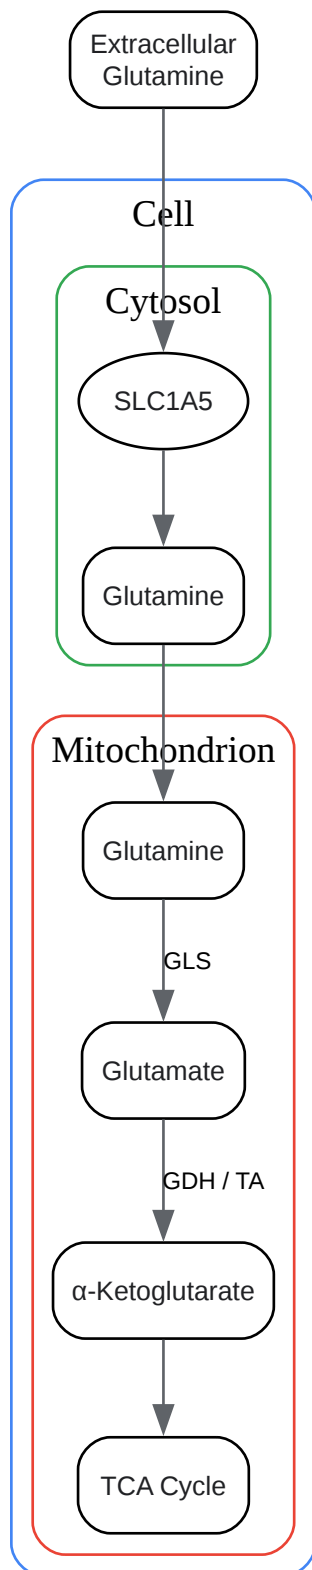 Extracellular
Glutamine
Cell
Cytosol
SLC1A5
Glutamine
Mitochondrion
Glutamine
GLS
Glutamate
GDH / TA
α-Ketoglutarate
TCA Cycle